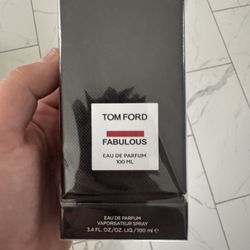 TOM FORD
FABULOUS
EAU DE PARFUM
100 ML
EAU DE PARFUM
VAPORISATEUR SPRAY
3.4 FL.OZ./OZ.LIQ./100 ml e